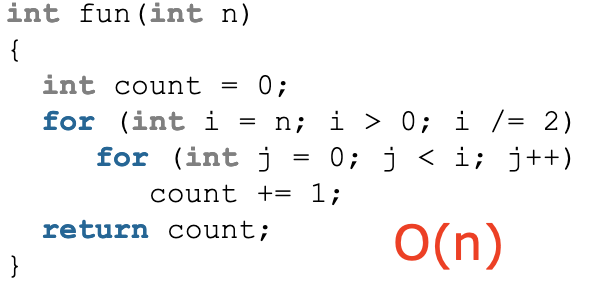 int fun(int n)
{
int count = 0;
for (int i = n; i > 0; i /= 2)
for (int j = 0; j < i; j++)
count += 1;
return count;
O(n)
}